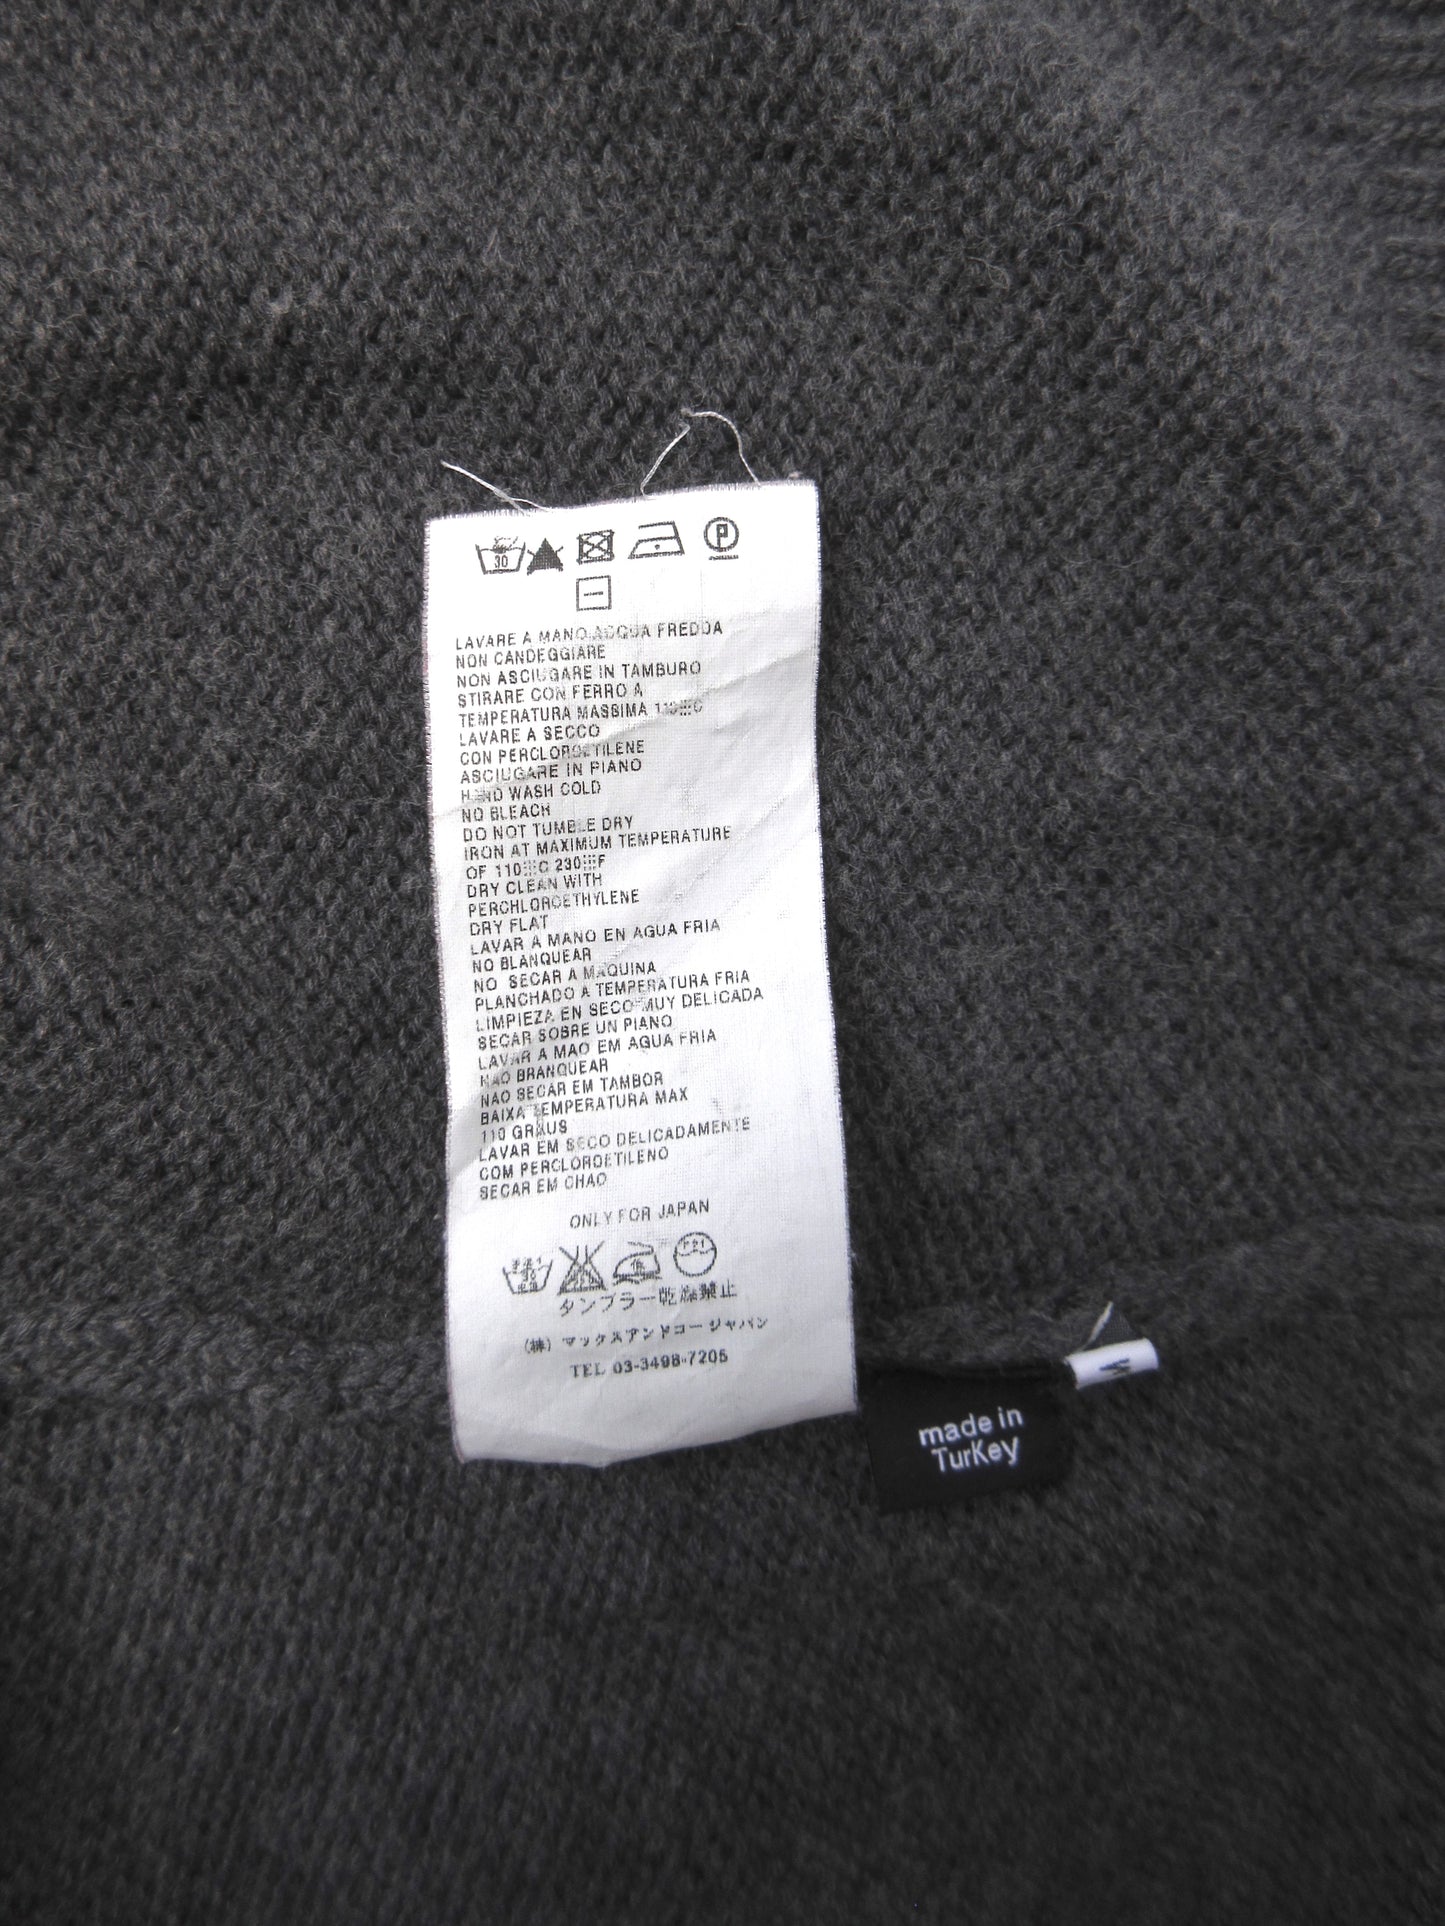 30
P
LAVARE A MANO ACQUA FREDDA
NON CANDEGGIARE
NON ASCIUGARE IN TAMBURO
STIRARE CON FERRO A
TEMPERATURA MASSIMA 110 C
LAVARE A SECCO
CON PERCLOROETILENE
ASCIUGARE IN PIANO
HAND WASH COLD
NO BLEACH
DO NOT TUMBLE DRY
IRON AT MAXIMUM TEMPERATURE
OF 110 C 230 F
DRY CLEAN WITH
PERCHLOROETHYLENE
DRY FLAT
LAVAR A MANO EN AGUA FRIA
NO BLANQUEAR
NO SECAR A MAQUINA
PLANCHADO A TEMPERATURA FRIA
LIMPIEZA EN SECO MUY DELICADA
SECAR SOBRE UN PIANO
LAVAR A MAO EM AGUA FRIA
NAO BRANQUEAR
NAO SECAR EM TAMBOR
BAIXA TEMPERATURA MAX
110 GRAUS
LAVAR EM SECO DELICADAMENTE
COM PERCLOROETILENO
SECAR EM CHAO
ONLY FOR JAPAN
タンブラー乾燥禁止
(株) マックスアンドコージャパン
TEL 03-3498-7205
M
made in
TurKey